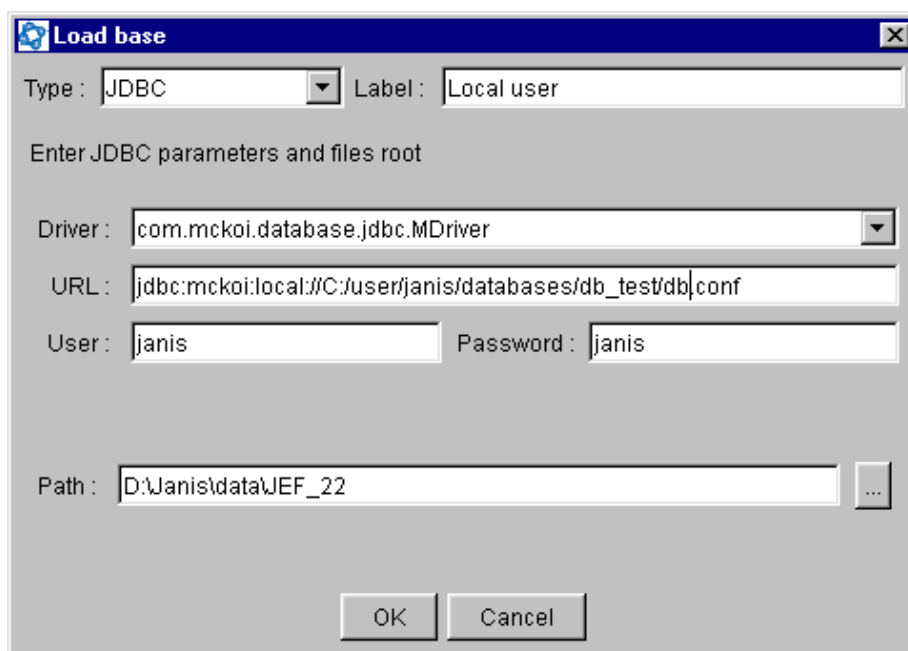 Load base
Type : JDBC Label : Local user
Enter JDBC parameters and files root
Driver : com.mckoi.database.jdbc.MDriver
URL : jdbc:mckoi:local://C:/user/janis/databases/db_test/db.conf
User : janis Password : janis
Path : D:\Janis\data\JEF_22 ...
OK Cancel